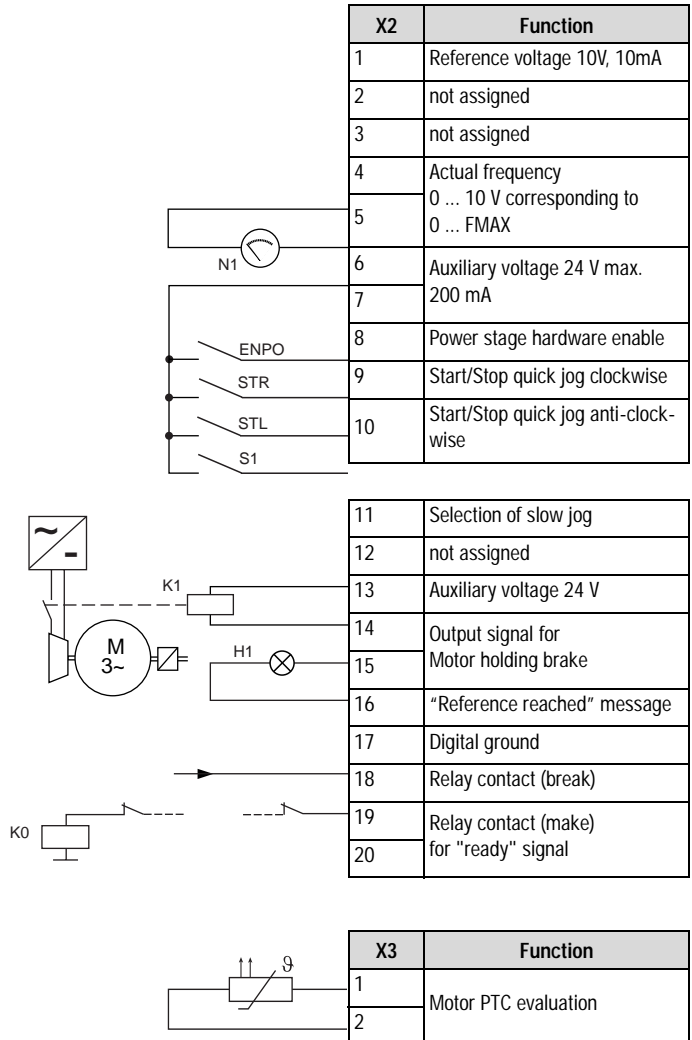 X2 Function
1 Reference voltage 10V, 10mA
2 not assigned
3 not assigned
4 Actual frequency
0 ... 10 V corresponding to
5 0 ... FMAX
N1
6 Auxiliary voltage 24 V max.
7 200 mA
ENPO 8 Power stage hardware enable
STR 9 Start/Stop quick jog clockwise
STL 10 Start/Stop quick jog anti-clock-
wise
S1
11 Selection of slow jog
~
-
12 not assigned
K1 13 Auxiliary voltage 24 V
14 Output signal for
M
3~
H1 15 Motor holding brake
16 “Reference reached” message
17 Digital ground
18 Relay contact (break)
19 Relay contact (make)
K0 20 for "ready" signal
X3 Function
ϑ
1 Motor PTC evaluation
2